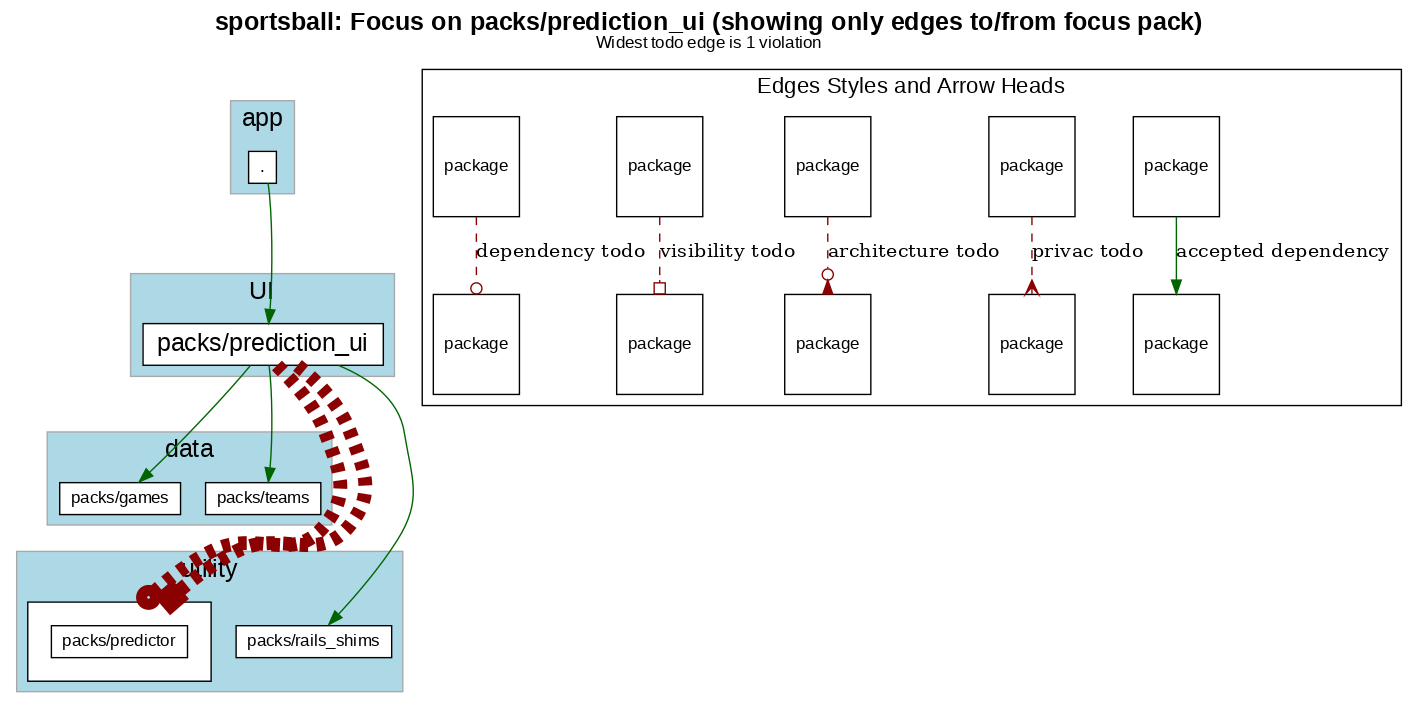 sportsball: Focus on packs/prediction_ui (showing only edges to/from focus pack)
Widest todo edge is 1 violation
app
.
UI
packs/prediction_ui
data
packs/games
packs/teams
utility
packs/predictor
packs/rails_shims
Edges Styles and Arrow Heads
package
package
package
package
package
dependency todo
visibility todo
architecture todo
privac todo
accepted dependency
package
package
package
package
package